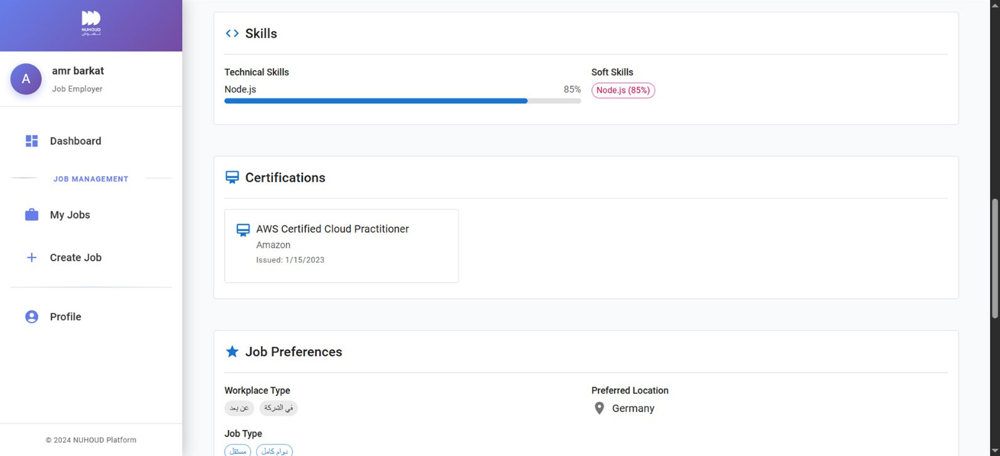 NUHOUD
نـهـوض
A
amr barkat
Job Employer
Dashboard
JOB MANAGEMENT
My Jobs
Create Job
Profile
© 2024 NUHOUD Platform
Skills
Technical Skills
Node.js 85%
Soft Skills
Node.js (85%)
Certifications
AWS Certified Cloud Practitioner
Amazon
Issued: 1/15/2023
Job Preferences
Workplace Type
عن بعد
في الشركة
Preferred Location
Germany
Job Type
مستقل
دوام كامل